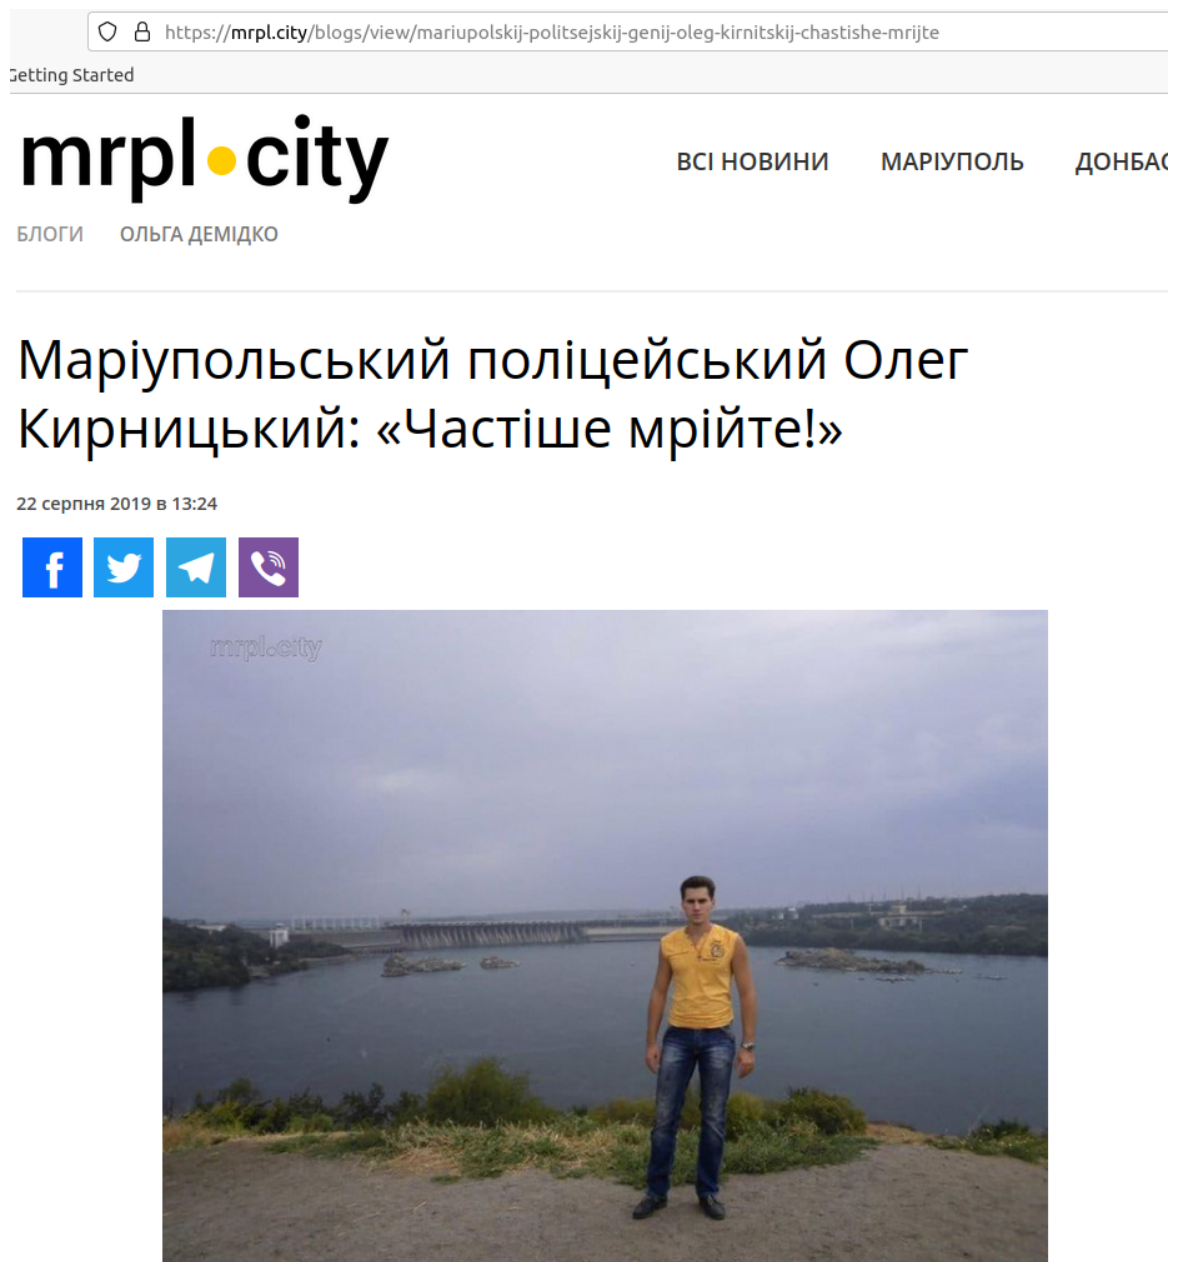 https://mrpl.city/blogs/view/mariupolskij-politsejskij-genij-oleg-kirnitskij-chastishe-mrijte
Getting Started
mrpl•city
ВСІ НОВИНИ МАРІУПОЛЬ ДОНБАС
БЛОГИ ОЛЬГА ДЕМІДКО
Маріупольський поліцейський Олег
Кирницький: «Частіше мрійте!»
22 серпня 2019 в 13:24
mrpl•city